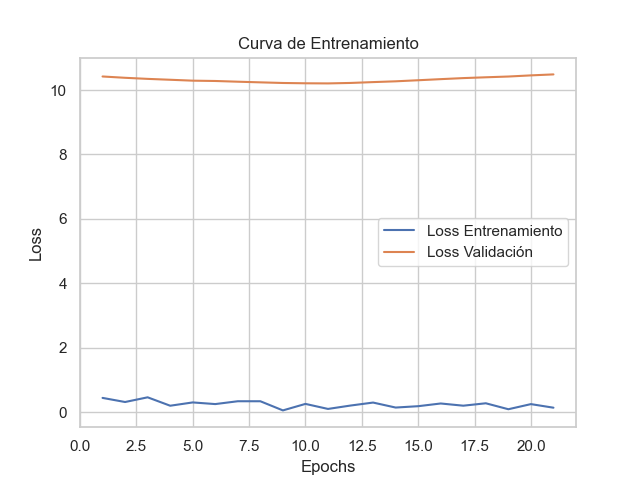 Curva de Entrenamiento
10
8
6
4
2
0
Loss
Loss Entrenamiento
Loss Validación
0.0 2.5 5.0 7.5 10.0 12.5 15.0 17.5 20.0
Epochs